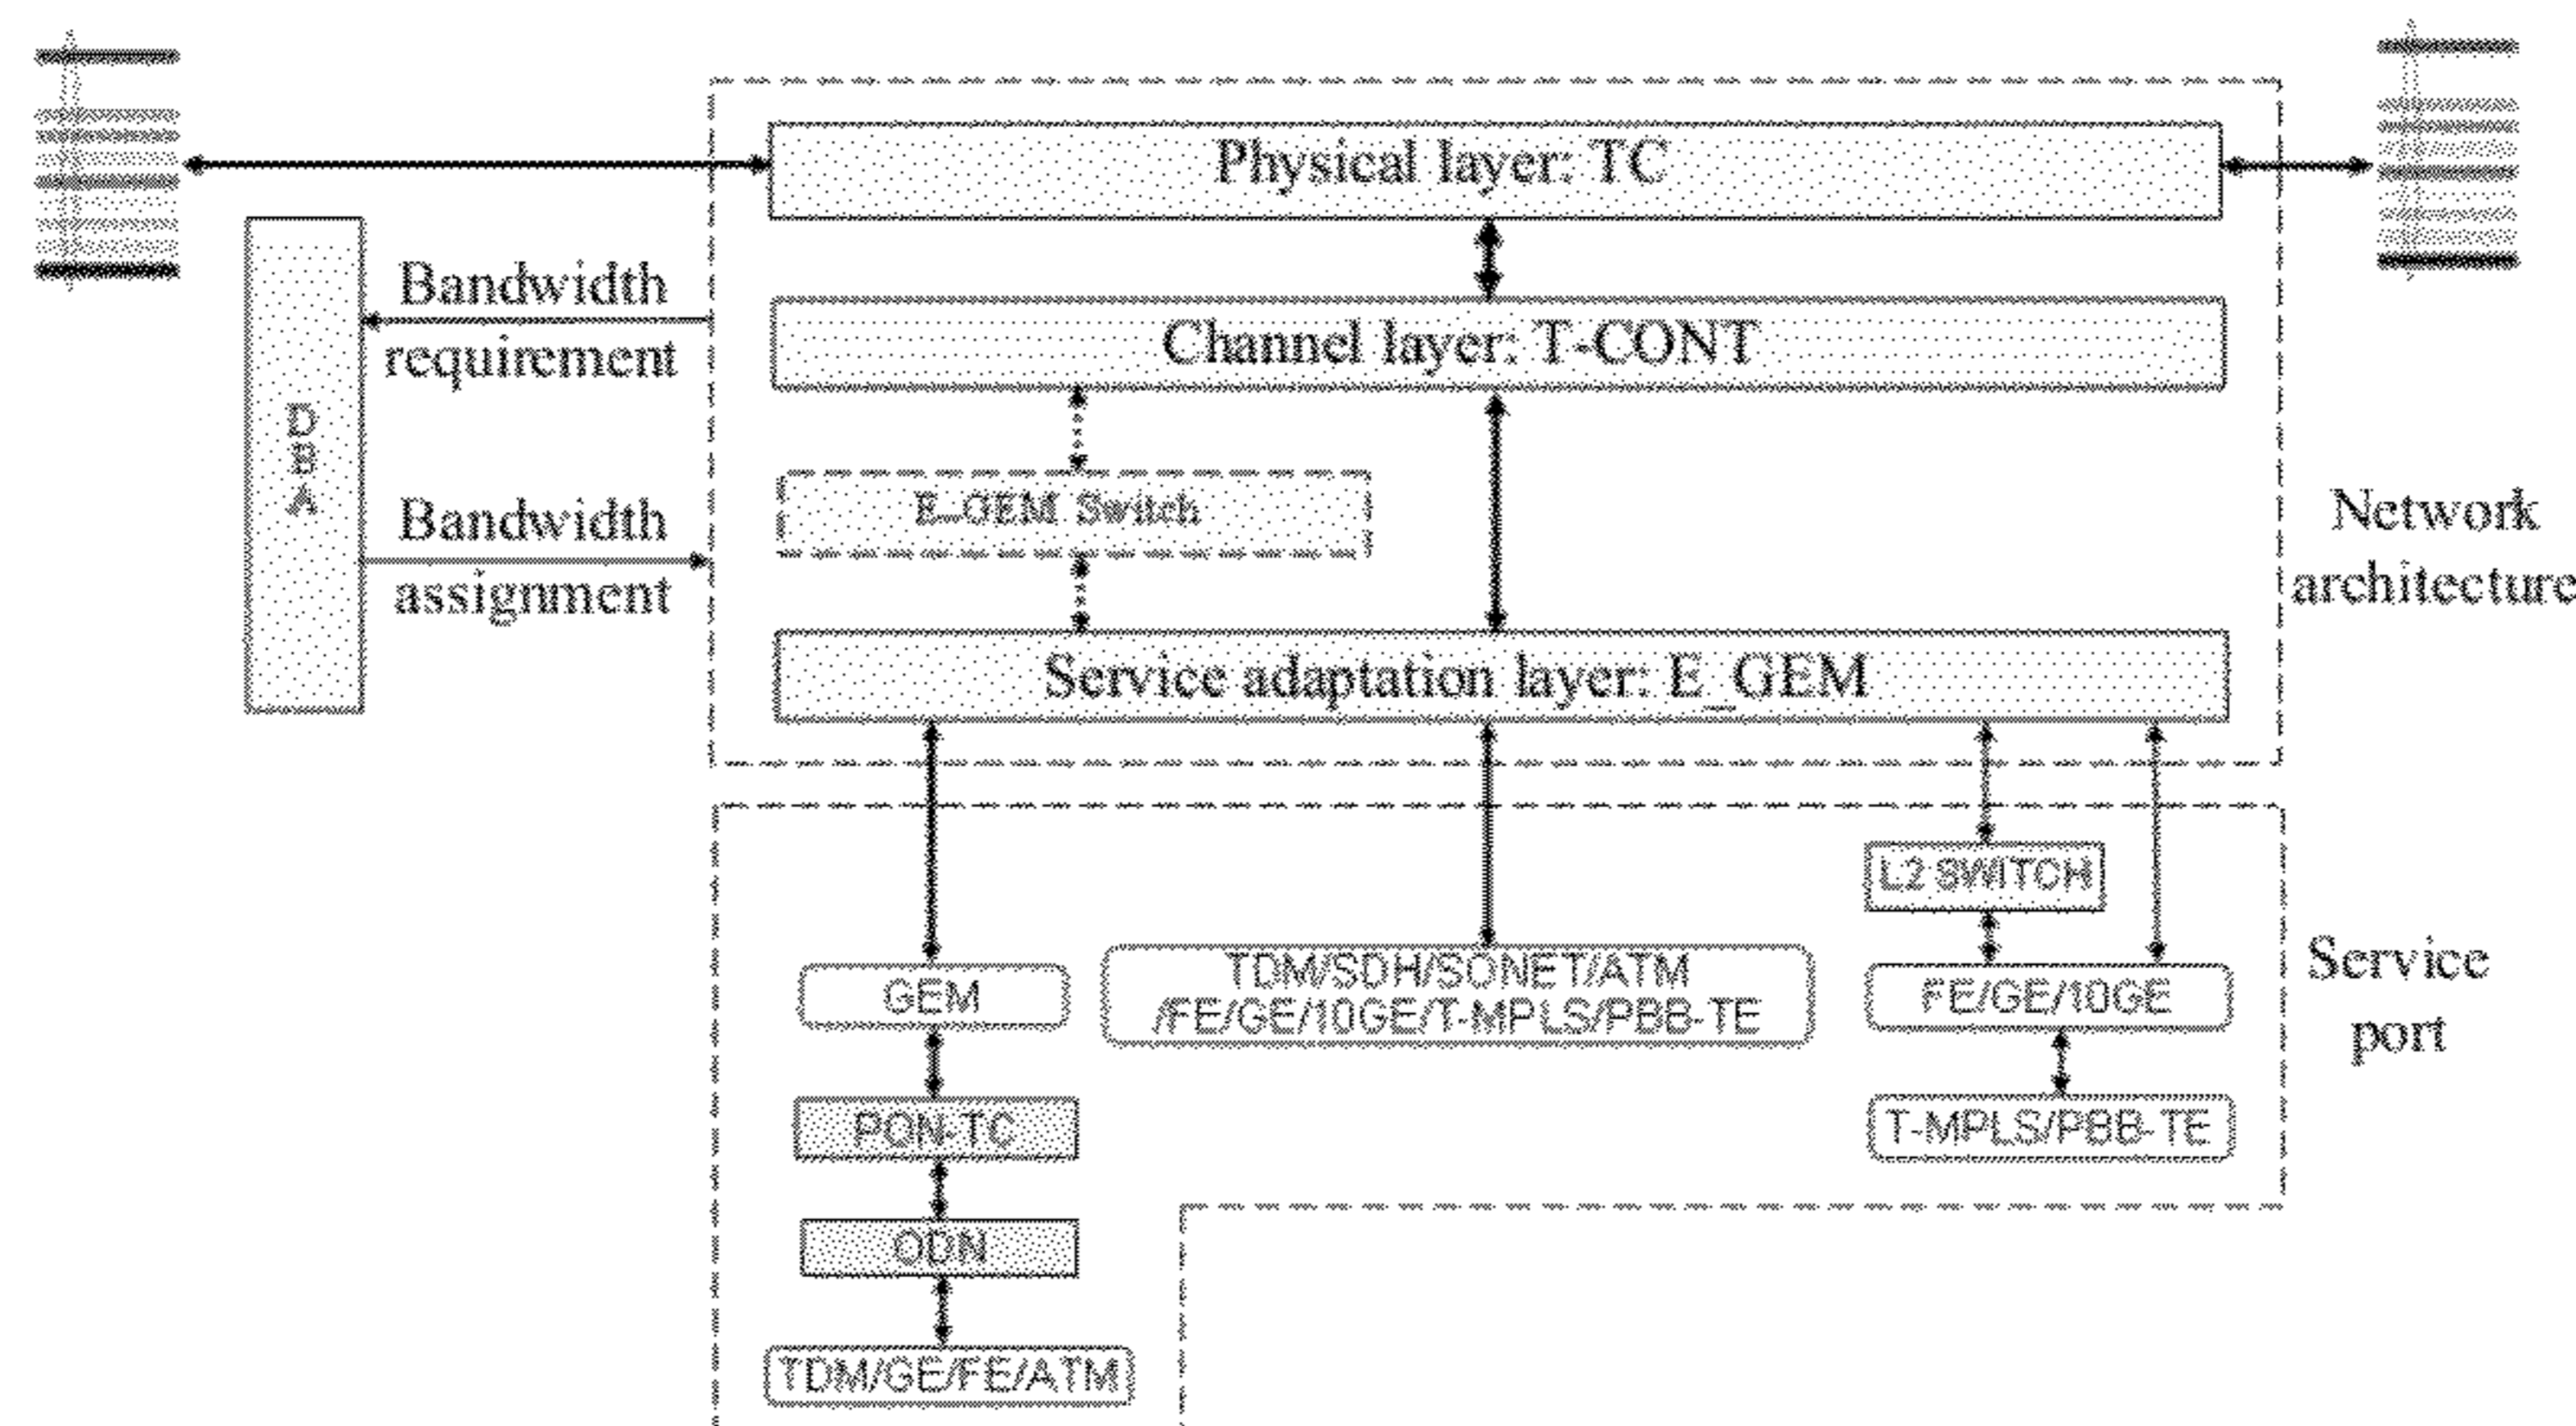 Physical layer: TC
Bandwidth
requirement
Channel layer: T-CONT
D
B
A
E_GEM Switch
Bandwidth
assignment
Network
architecture
Service adaptation layer: E_GEM
L2 SWITCH
GEM
TDM/SDH/SONET/ATM
/FE/GE/10GE/T-MPLS/PBB-TE
FE/GE/10GE
Service
port
PON-TC
T-MPLS/PBB-TE
ODN
TDM/GE/FE/ATM